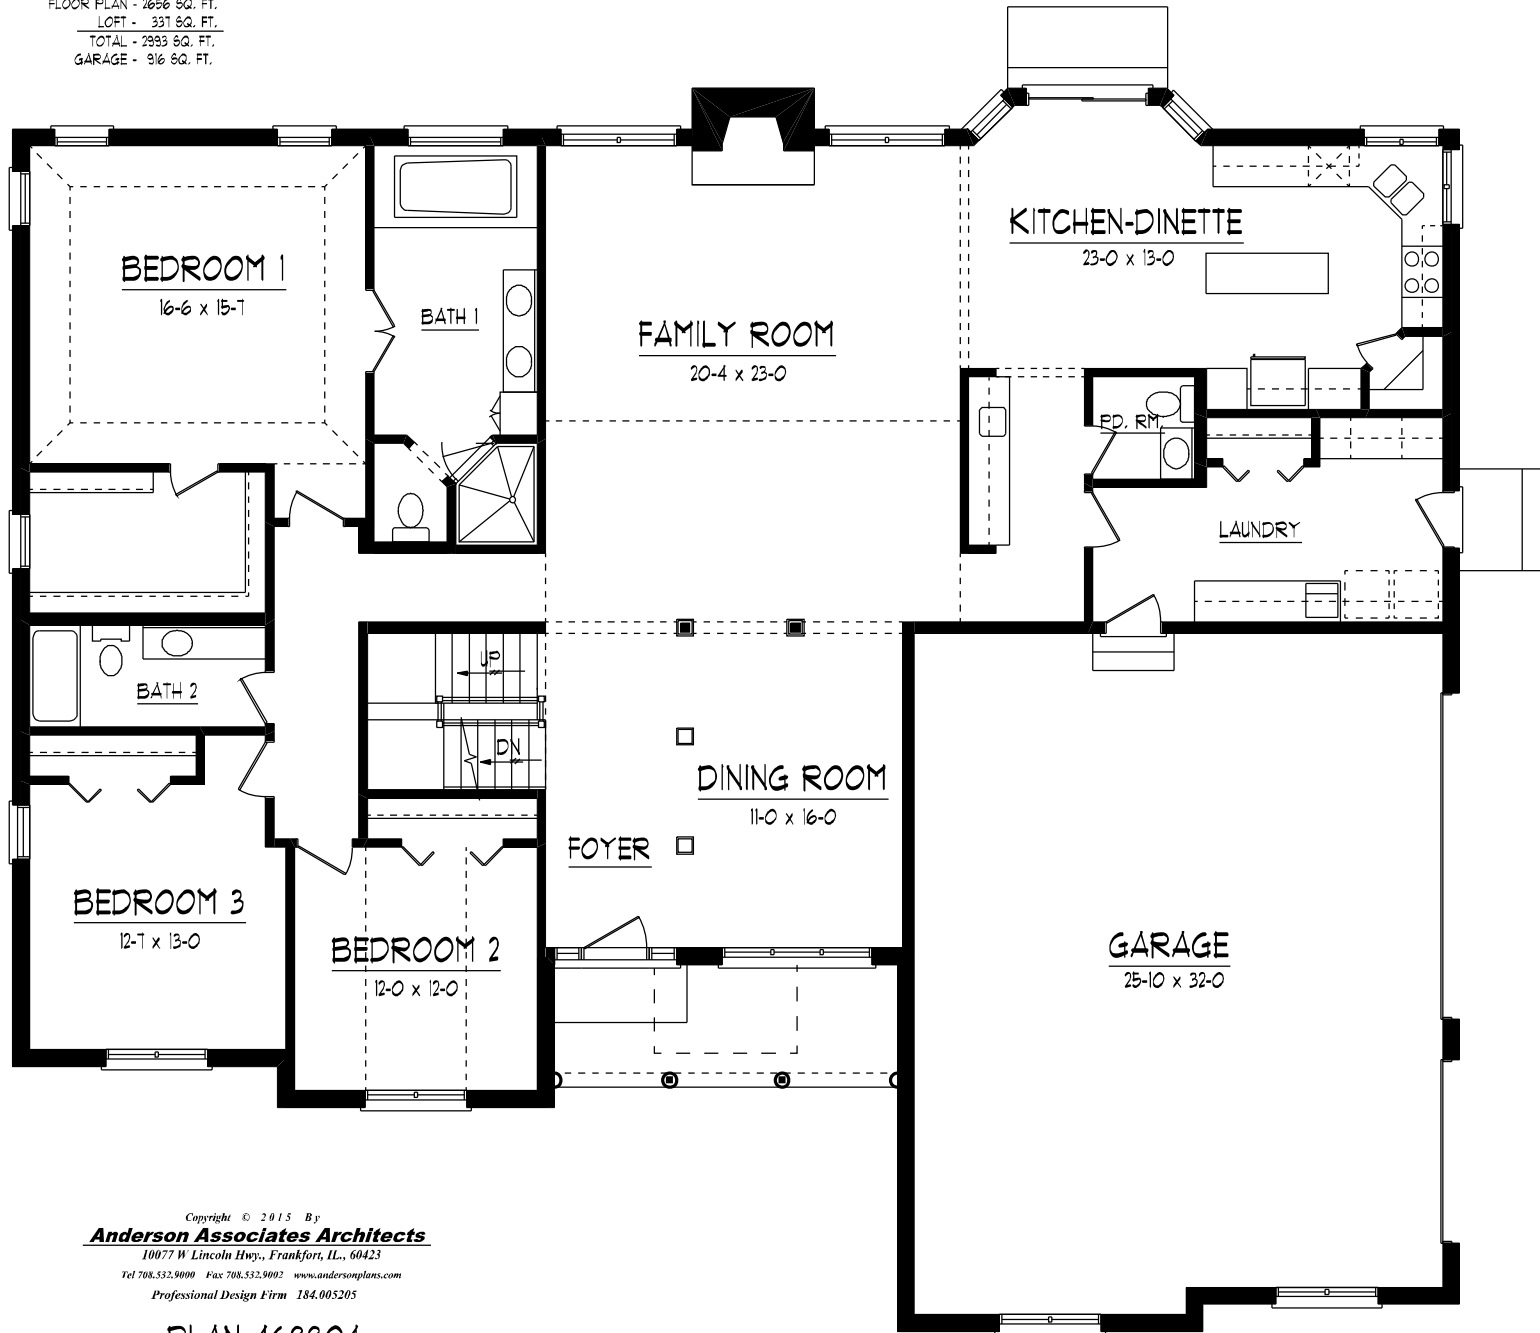 FLOOR PLAN - 2656 SQ. FT.
LOFT - 337 SQ. FT.
TOTAL - 2993 SQ. FT.
GARAGE - 916 SQ. FT.
BEDROOM 1
16-6 x 15-7
BATH 1
FAMILY ROOM
20-4 x 23-0
KITCHEN-DINETTE
23-0 x 13-0
PD. RM.
LAUNDRY
BATH 2
UP
DN
DINING ROOM
11-0 x 16-0
FOYER
BEDROOM 3
12-7 x 13-0
BEDROOM 2
12-0 x 12-0
GARAGE
25-10 x 32-0
Copyright © 2015 By
Anderson Associates Architects
10077 W Lincoln Hwy., Frankfort, IL., 60423
Tel 708.532.9000 Fax 708.532.9002 www.andersonplans.com
Professional Design Firm 184.005205
PLAN